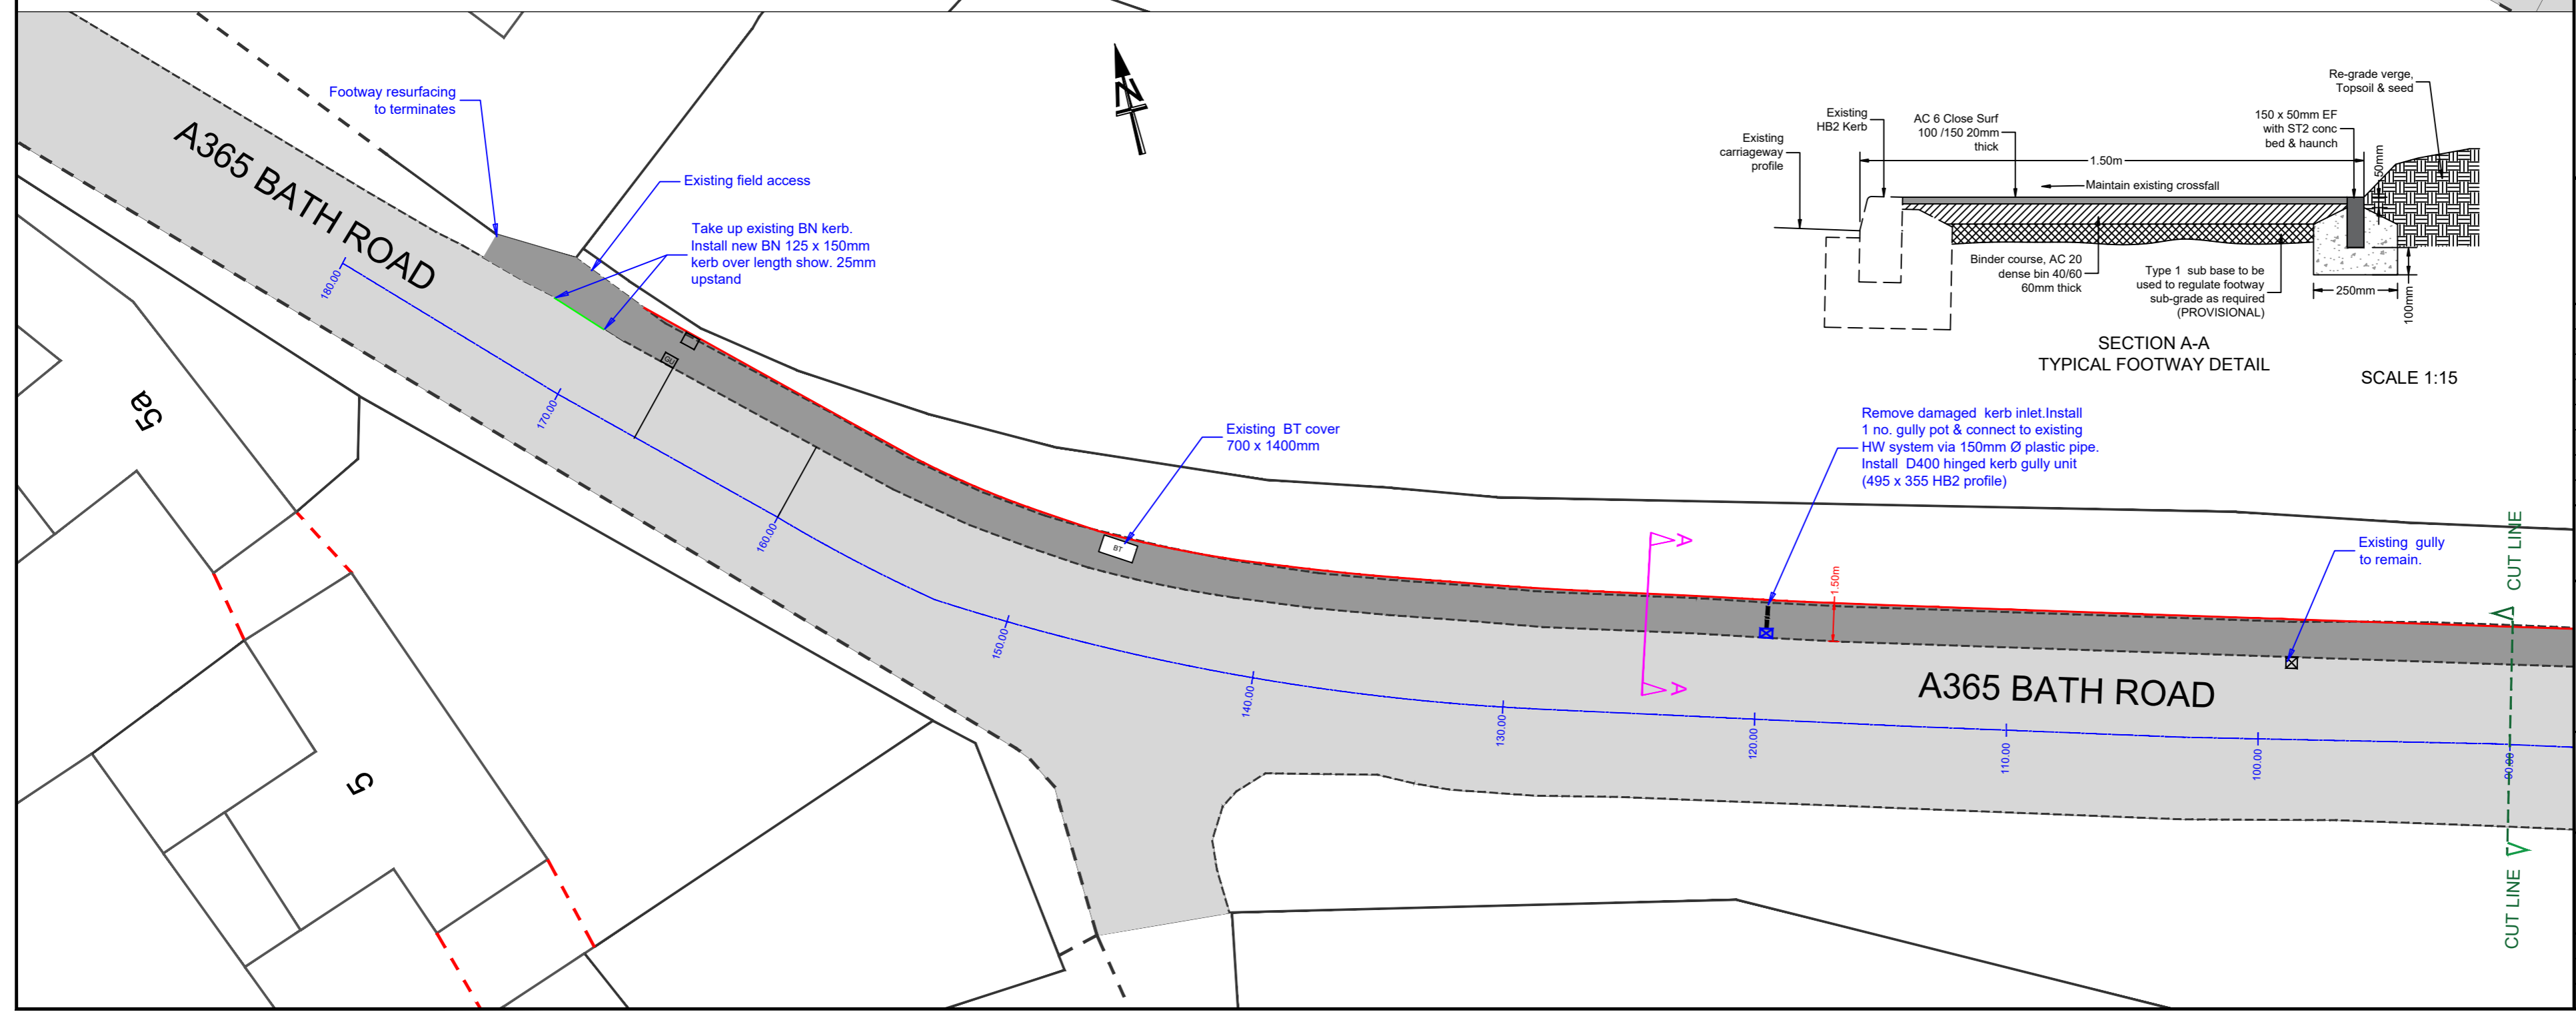 Footway resurfacing
to terminates
A365 BATH ROAD
Existing field access
Take up existing BN kerb.
Install new BN 125 x 150mm
kerb over length show. 25mm
upstand
N
Existing
carriageway
profile
Existing
HB2 Kerb
AC 6 Close Surf
100 /150 20mm
thick
150 x 50mm EF
with ST2 conc
bed & haunch
Re-grade verge,
Topsoil & seed
1.50m
Maintain existing crossfall
Binder course, AC 20
dense bin 40/60
60mm thick
Type 1 sub base to be
used to regulate footway
sub-grade as required
(PROVISIONAL)
250mm
100mm
SECTION A-A
TYPICAL FOOTWAY DETAIL
SCALE 1:15
Existing BT cover
700 x 1400mm
BT
GU
Remove damaged kerb inlet.Install
1 no. gully pot & connect to existing
HW system via 150mm Ø plastic pipe.
Install D400 hinged kerb gully unit
(495 x 355 HB2 profile)
Existing gully
to remain.
CUT LINE
CUT LINE
A
A
1.50m
A365 BATH ROAD
180.00
170.00
160.00
150.00
140.00
130.00
120.00
110.00
100.00
90.00
5a
5